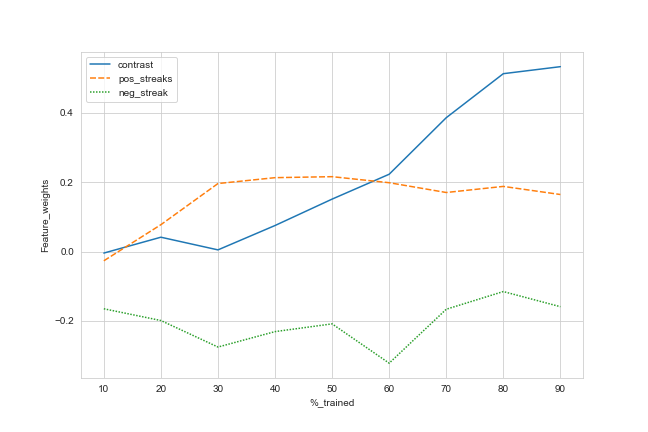 contrast
pos_streaks
neg_streak
0.4
0.2
0.0
−0.2
Feature_weights
10 20 30 40 50 60 70 80 90
%_trained